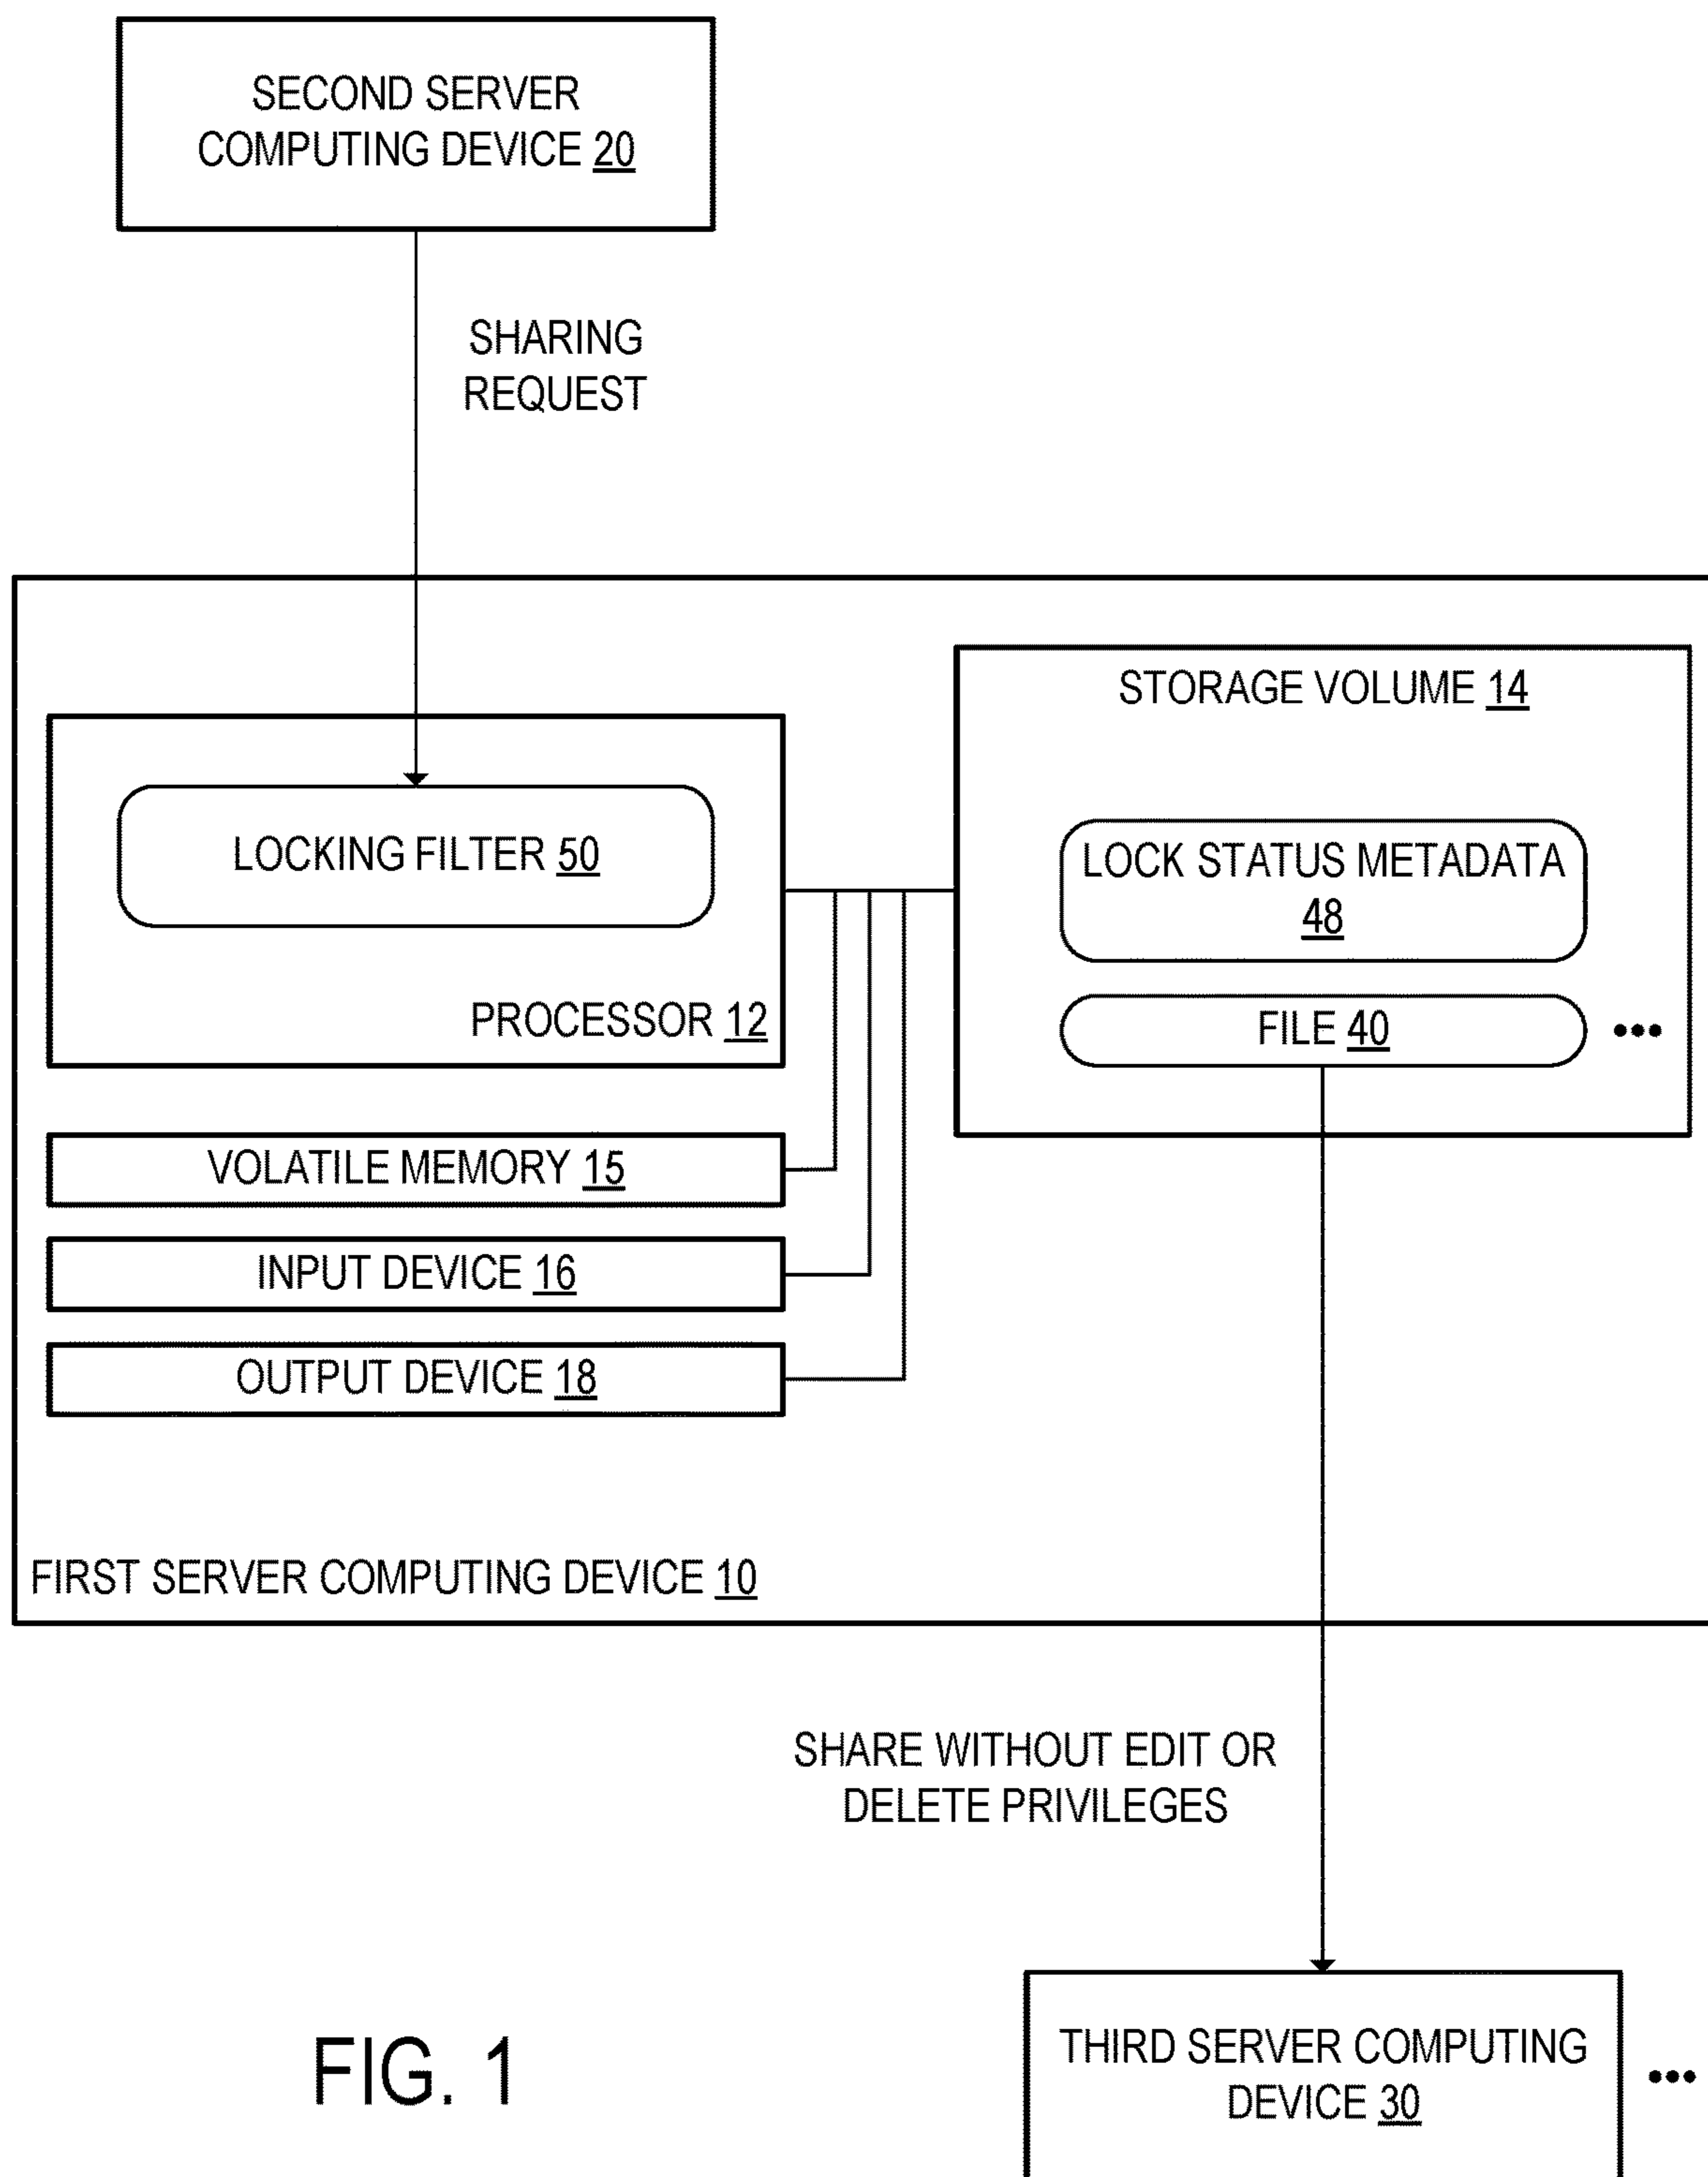 SECOND SERVER
COMPUTING DEVICE 20
SHARING
REQUEST
STORAGE VOLUME 14
LOCKING FILTER 50
LOCK STATUS METADATA
48
PROCESSOR 12
FILE 40
VOLATILE MEMORY 15
INPUT DEVICE 16
OUTPUT DEVICE 18
FIRST SERVER COMPUTING DEVICE 10
SHARE WITHOUT EDIT OR
DELETE PRIVILEGES
THIRD SERVER COMPUTING
DEVICE 30
FIG. 1